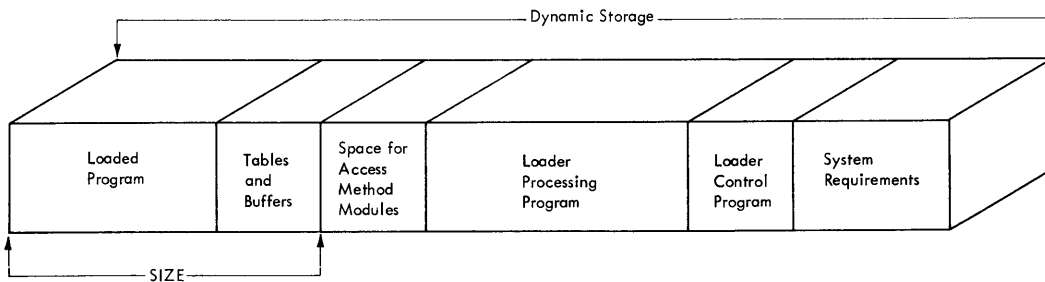 Dynamic Storage
Loaded
Program
Tables
and
Buffers
Space for
Access
Method
Modules
Loader
Processing
Program
Loader
Control
Program
System
Requirements
SIZE